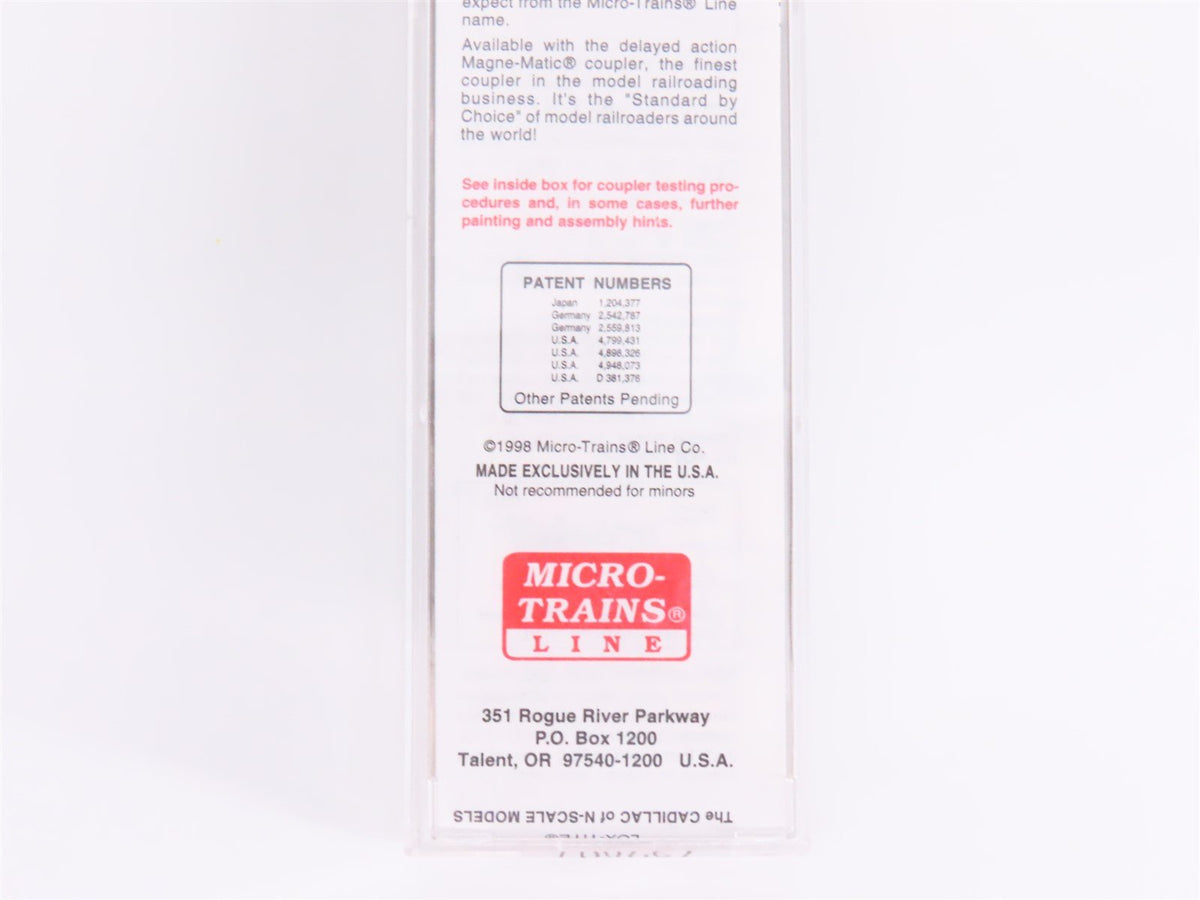 expect from the Micro-Trains® Line
name.
Available with the delayed action
Magne-Matic® coupler, the finest
coupler in the model railroading
business. It's the "Standard by
Choice" of model railroaders around
the world!
See inside box for coupler testing pro-
cedures and, in some cases, further
painting and assembly hints.
PATENT NUMBERS
Japan 1,204,377
Germany 2,542,787
Germany 2,559,813
U.S.A. 4,799,431
U.S.A. 4,896,326
U.S.A. 4,948,073
U.S.A. D 381,376
Other Patents Pending
©1998 Micro-Trains® Line Co.
MADE EXCLUSIVELY IN THE U.S.A.
Not recommended for minors
MICRO-
TRAINS®
LINE
351 Rogue River Parkway
P.O. Box 1200
Talent, OR 97540-1200 U.S.A.
The CADILLAC of N-SCALE MODELS